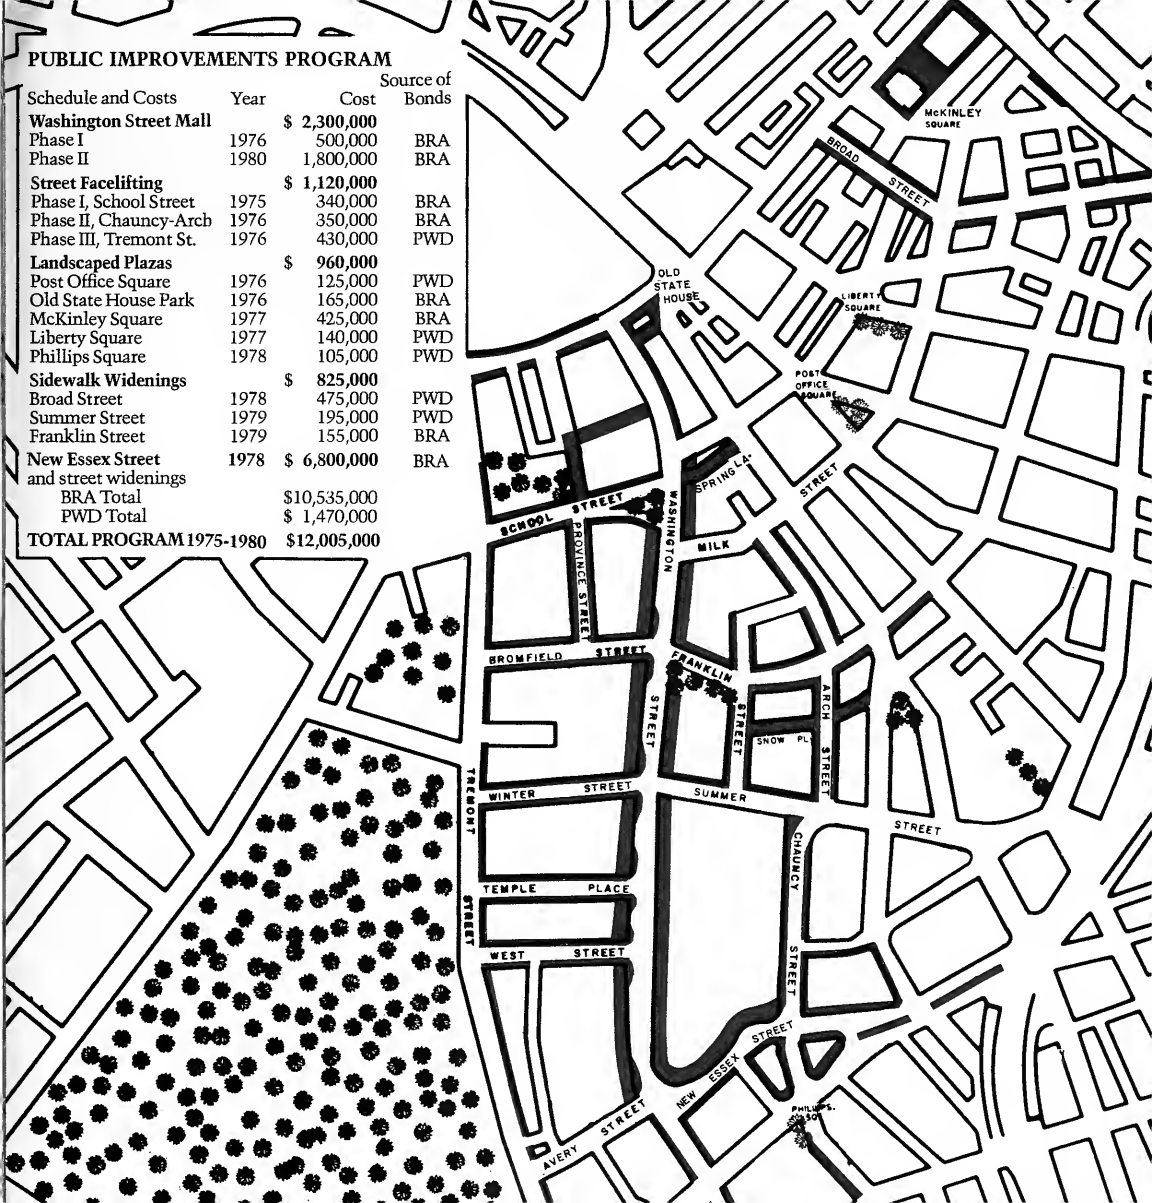 PUBLIC IMPROVEMENTS PROGRAM
Source of
Schedule and Costs Year Cost Bonds
Washington Street Mall $ 2,300,000
Phase I 1976 500,000 BRA
Phase II 1980 1,800,000 BRA
Street Facelifting $ 1,120,000
Phase I, School Street 1975 340,000 BRA
Phase II, Chauncy-Arch 1976 350,000 BRA
Phase III, Tremont St. 1976 430,000 PWD
Landscaped Plazas $ 960,000
Post Office Square 1976 125,000 PWD
Old State House Park 1976 165,000 BRA
McKinley Square 1977 425,000 BRA
Liberty Square 1977 140,000 PWD
Phillips Square 1978 105,000 PWD
Sidewalk Widenings $ 825,000
Broad Street 1978 475,000 PWD
Summer Street 1979 195,000 PWD
Franklin Street 1979 155,000 BRA
New Essex Street 1978 $ 6,800,000 BRA
and street widenings
BRA Total $10,535,000
PWD Total $ 1,470,000
TOTAL PROGRAM 1975-1980 $12,005,000
McKINLEY
SQUARE
BROAD STREET
OLD
STATE
HOUSE
LIBERTY
SQUARE
POST
OFFICE
SQUARE
SPRING LA.
STREET
SCHOOL STREET
WASHINGTON
STREET
PROVINCE STREET
MILK
BROMFIELD STREET
FRANKLIN
STREET
ARCH
STREET
SNOW PL.
TREMONT
STREET
WINTER STREET
SUMMER
STREET
CHAUNCY
STREET
TEMPLE PLACE
WEST STREET
NEW ESSEX STREET
AVERY STREET
PHILLIPS
SQ.